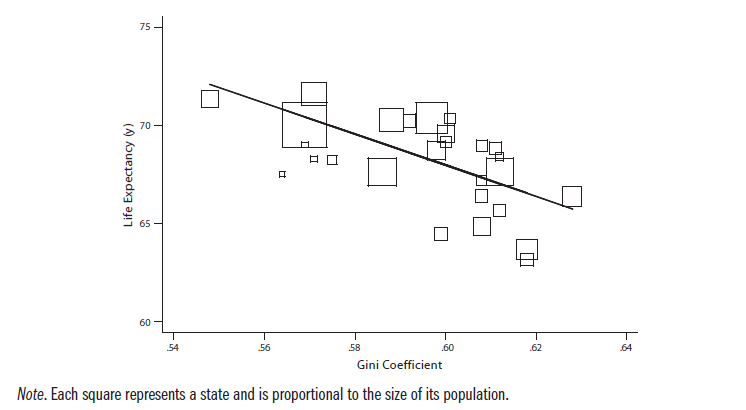 75
70
65
60
Life Expectancy (y)
.54 .56 .58 .60 .62 .64
Gini Coefficient
Note. Each square represents a state and is proportional to the size of its population.